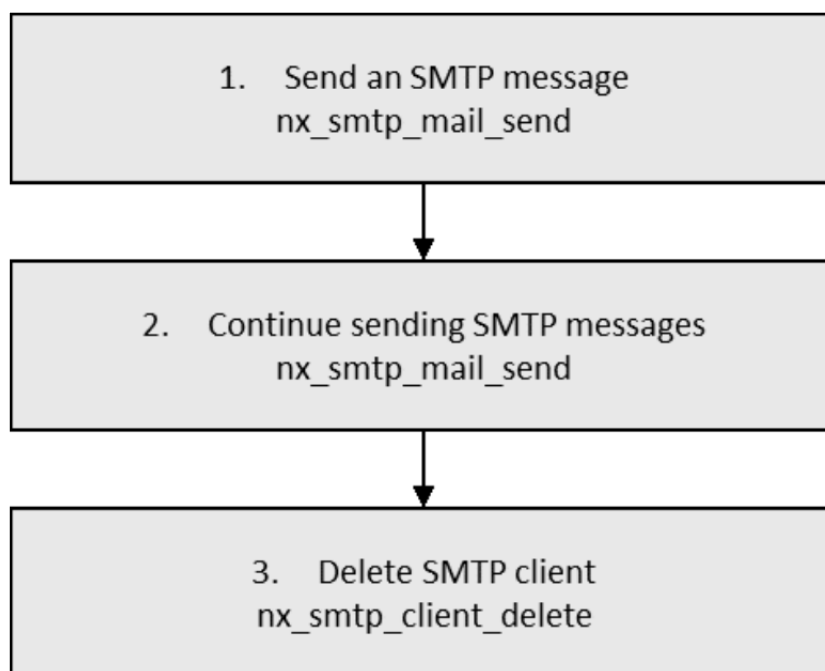 1. Send an SMTP message
nx_smtp_mail_send
2. Continue sending SMTP messages
nx_smtp_mail_send
3. Delete SMTP client
nx_smtp_client_delete